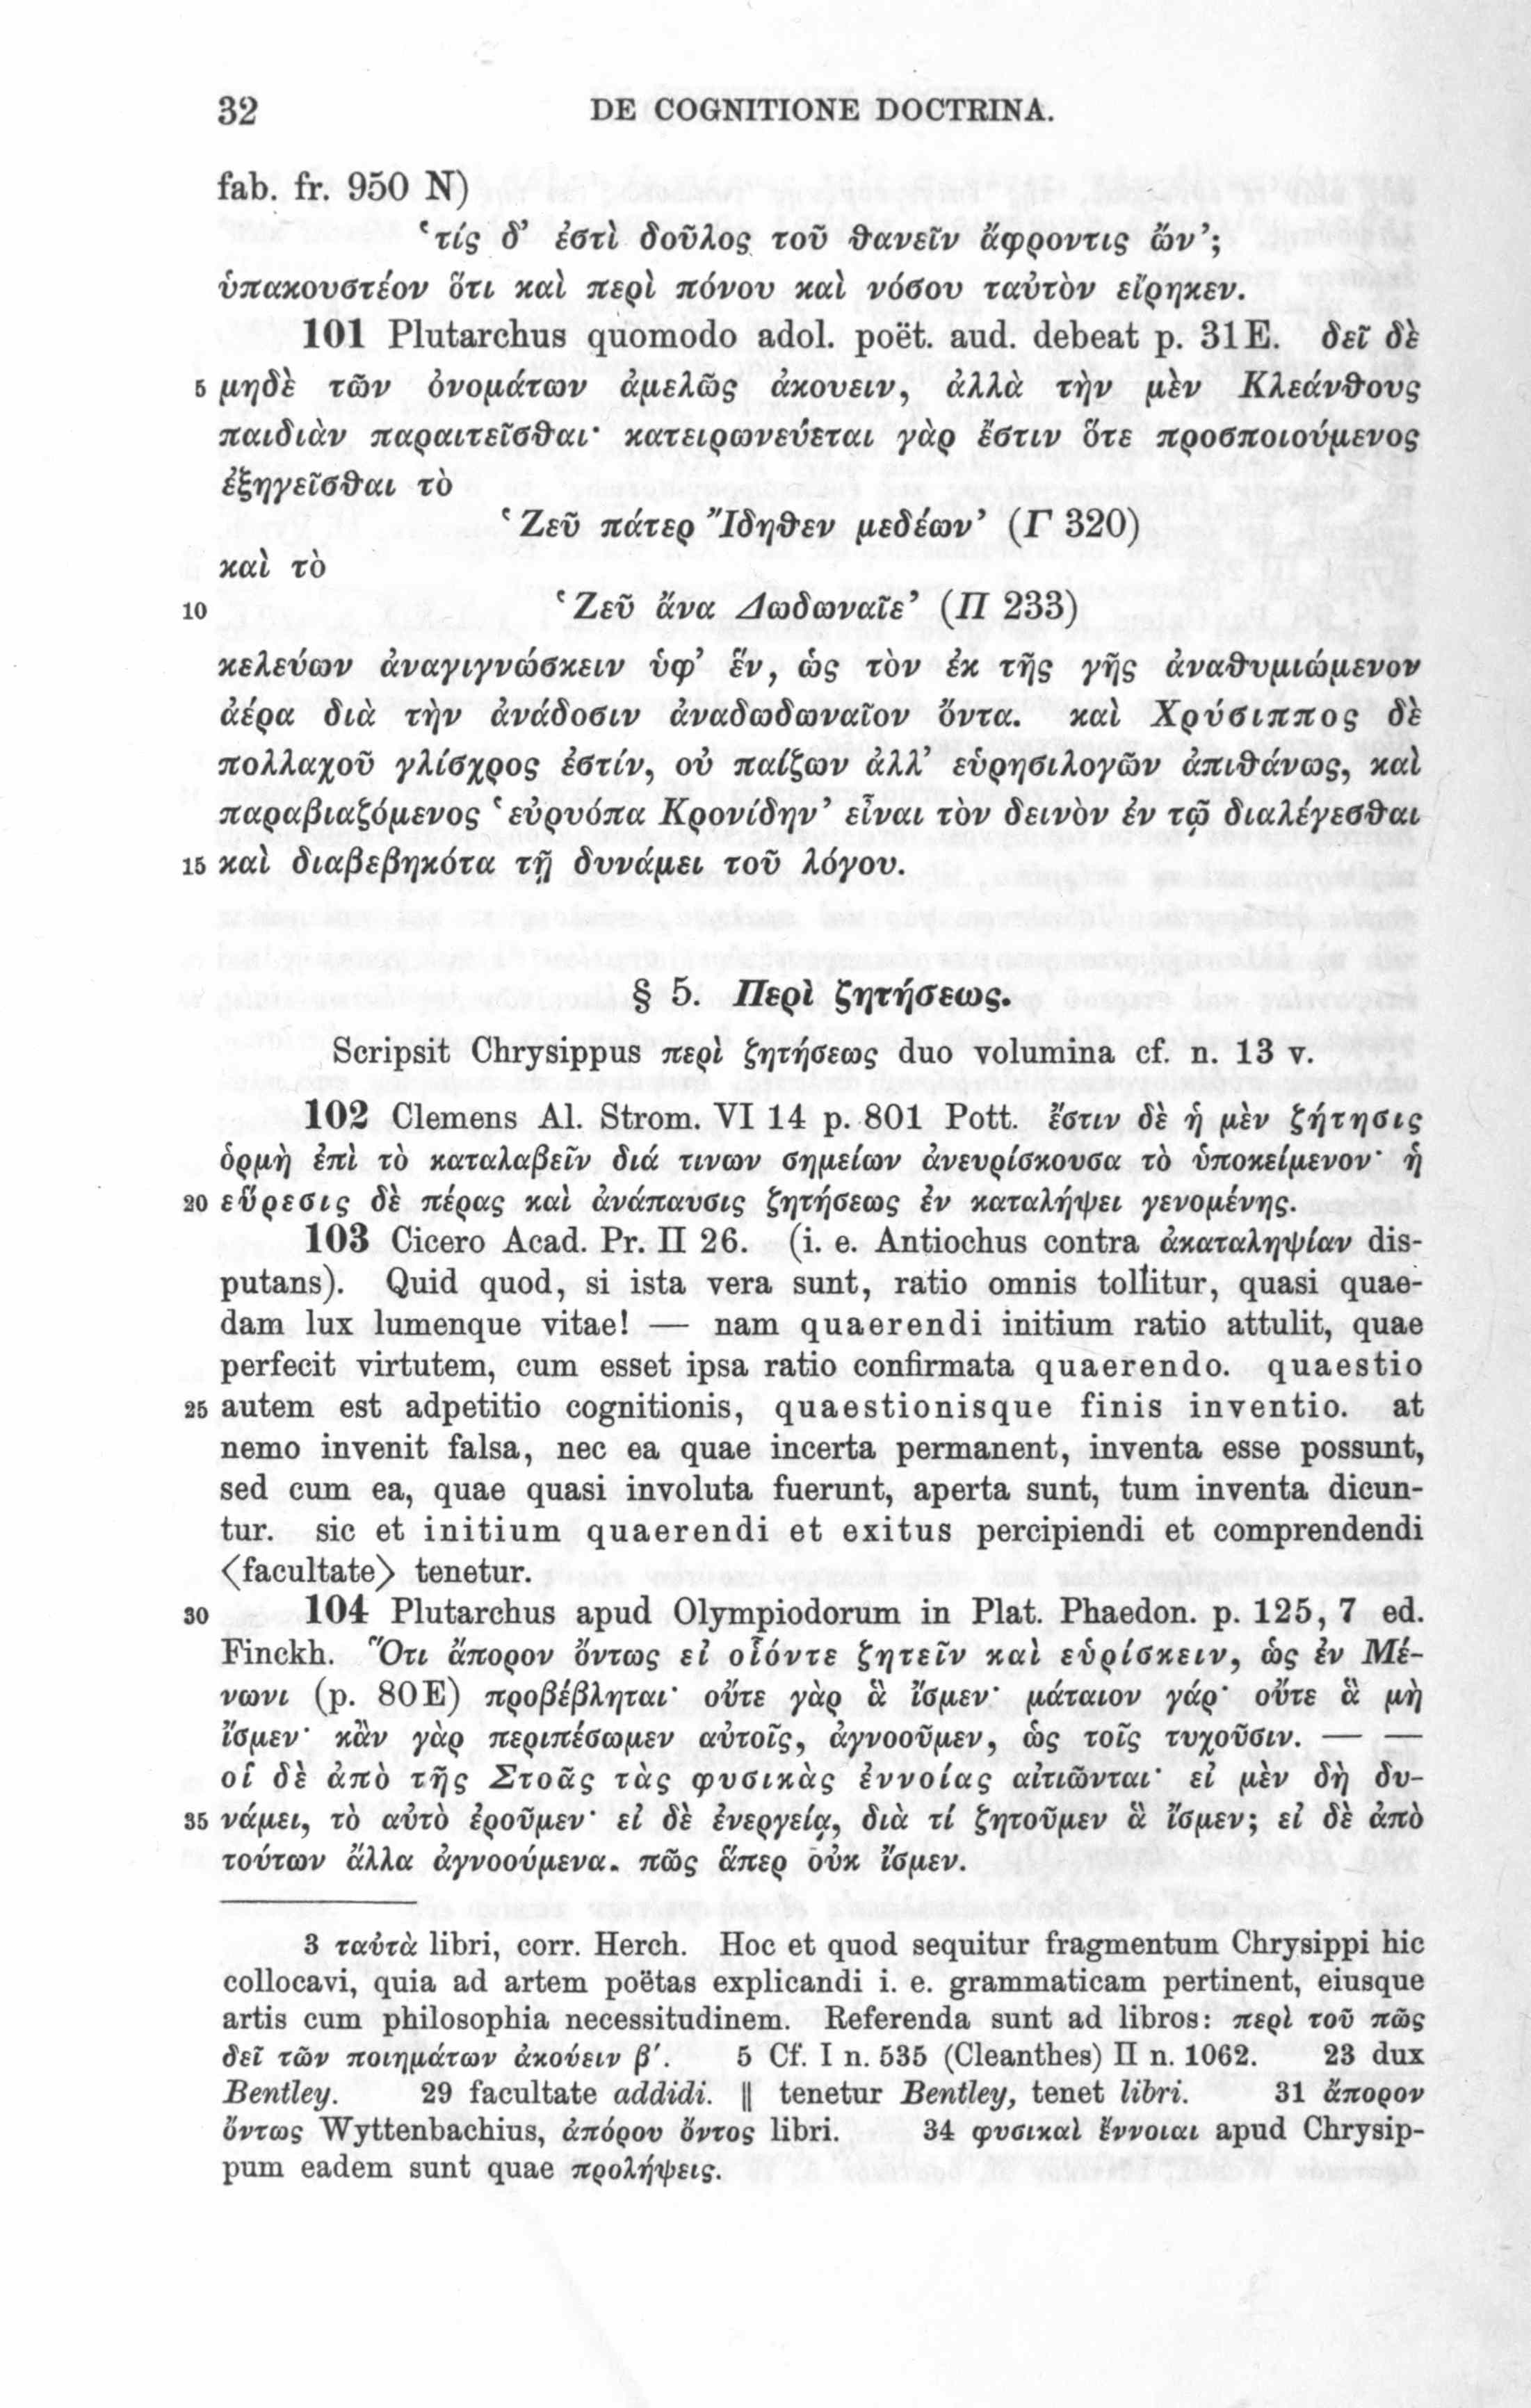 32 DE COGNITIONE DOCTRINA.
fab. fr. 950 N)
‘τίς δ’ ἐστὶ δοῦλος τοῦ θανεῖν ἄφροντις ὤν’;
ὑπακουστέον ὅτι καὶ περὶ πόνου καὶ νόσου ταὐτὸν εἴρηκεν.
101 Plutarchus quomodo adol. poët. aud. debeat p. 31E. δεῖ δὲ
5 μηδὲ τῶν ὀνομάτων ἀμελῶς ἀκουειν, ἀλλὰ τὴν μὲν Κλεάνθους
παιδιὰν παραιτεῖσθαι· κατειρωνεύεται γὰρ ἔστιν ὅτε προσποιούμενος
ἐξηγεῖσθαι τὸ
‘Ζεῦ πάτερ Ἴδηθεν μεδέων’ (Γ 320)
καὶ τὸ
10 ‘Ζεῦ ἄνα Δωδωναῖε’ (Π 233)
κελεύων ἀναγιγνώσκειν ὑφ’ ἕν, ὡς τὸν ἐκ τῆς γῆς ἀναθυμιώμενον
ἀέρα διὰ τὴν ἀνάδοσιν ἀναδωδωναῖον ὄντα. καὶ Χρύσιππος δὲ
πολλαχοῦ γλίσχρος ἐστίν, οὐ παίζων ἀλλ’ εὑρησιλογῶν ἀπιθάνως, καὶ
παραβιαζόμενος ‘εὐρυόπα Κρονίδην’ εἶναι τὸν δεινὸν ἐν τῷ διαλέγεσθαι
15 καὶ διαβεβηκότα τῇ δυνάμει τοῦ λόγου.
§ 5. Περὶ ζητήσεως.
Scripsit Chrysippus περὶ ζητήσεως duo volumina cf. n. 13 v.
102 Clemens Al. Strom. VI 14 p. 801 Pott. ἔστιν δὲ ἡ μὲν ζήτησις
ὁρμὴ ἐπὶ τὸ καταλαβεῖν διά τινων σημείων ἀνευρίσκουσα τὸ ὑποκείμενον· ἡ
20 εὕρεσις δὲ πέρας καὶ ἀνάπαυσις ζητήσεως ἐν καταλήψει γενομένης.
103 Cicero Acad. Pr. II 26. (i. e. Antiochus contra ἀκαταληψίαν dis-
putans). Quid quod, si ista vera sunt, ratio omnis tollitur, quasi quae-
dam lux lumenque vitae! — nam quaerendi initium ratio attulit, quae
perfecit virtutem, cum esset ipsa ratio confirmata quaerendo. quaestio
25 autem est adpetitio cognitionis, quaestionisque finis inventio. at
nemo invenit falsa, nec ea quae incerta permanent, inventa esse possunt,
sed cum ea, quae quasi involuta fuerunt, aperta sunt, tum inventa dicun-
tur. sic et initium quaerendi et exitus percipiendi et comprendendi
⟨facultate⟩ tenetur.
30 104 Plutarchus apud Olympiodorum in Plat. Phaedon. p. 125, 7 ed.
Finckh. Ὅτι ἄπορον ὄντως εἰ οἷόντε ζητεῖν καὶ εὑρίσκειν, ὡς ἐν Μέ-
νωνι (p. 80E) προβέβληται· οὔτε γὰρ ἃ ἴσμεν· μάταιον γάρ· οὔτε ἃ μὴ
ἴσμεν· κἂν γὰρ περιπέσωμεν αὐτοῖς, ἀγνοοῦμεν, ὡς τοῖς τυχοῦσιν. — —
οἱ δὲ ἀπὸ τῆς Στοᾶς τὰς φυσικὰς ἐννοίας αἰτιῶνται· εἰ μὲν δὴ δυ-
35 νάμει, τὸ αὐτὸ ἐροῦμεν· εἰ δὲ ἐνεργείᾳ, διὰ τί ζητοῦμεν ἃ ἴσμεν; εἰ δὲ ἀπὸ
τούτων ἄλλα ἀγνοούμενα. πῶς ἅπερ οὐκ ἴσμεν.
3 ταὐτὰ libri, corr. Herch. Hoc et quod sequitur fragmentum Chrysippi hic
collocavi, quia ad artem poëtas explicandi i. e. grammaticam pertinent, eiusque
artis cum philosophia necessitudinem. Referenda sunt ad libros: περὶ τοῦ πῶς
δεῖ τῶν ποιημάτων ἀκούειν β′. 5 Cf. I n. 535 (Cleanthes) II n. 1062. 23 dux
Bentley. 29 facultate addidi. ‖ tenetur Bentley, tenet libri. 31 ἄπορον
ὄντως Wyttenbachius, ἀπόρου ὄντος libri. 34 φυσικαὶ ἔννοιαι apud Chrysip-
pum eadem sunt quae προλήψεις.